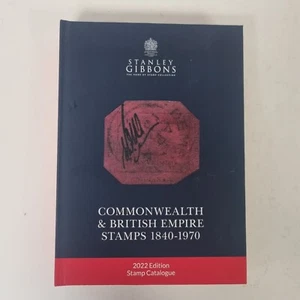 STANLEY
GIBBONS
THE HOME OF STAMP COLLECTING
COMMONWEALTH
& BRITISH EMPIRE
STAMPS 1840-1970
2022 Edition
Stamp Catalogue